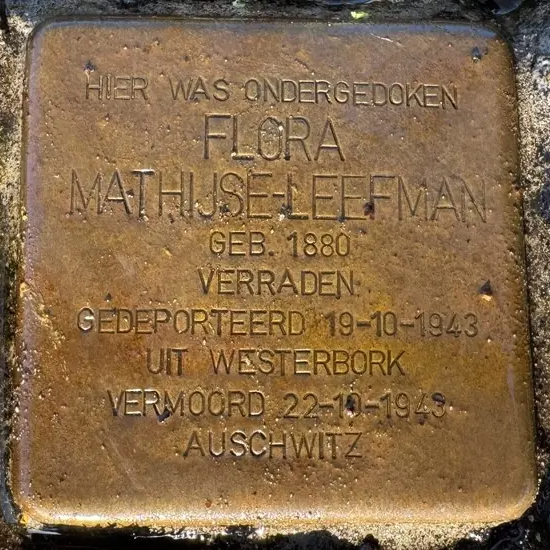 HIER WAS ONDERGEDOKEN
FLORA
MATHIJSE-LEEFMAN
GEB. 1880
VERRADEN
GEDEPORTEERD 19-10-1943
UIT WESTERBORK
VERMOORD 22-10-1943
AUSCHWITZ